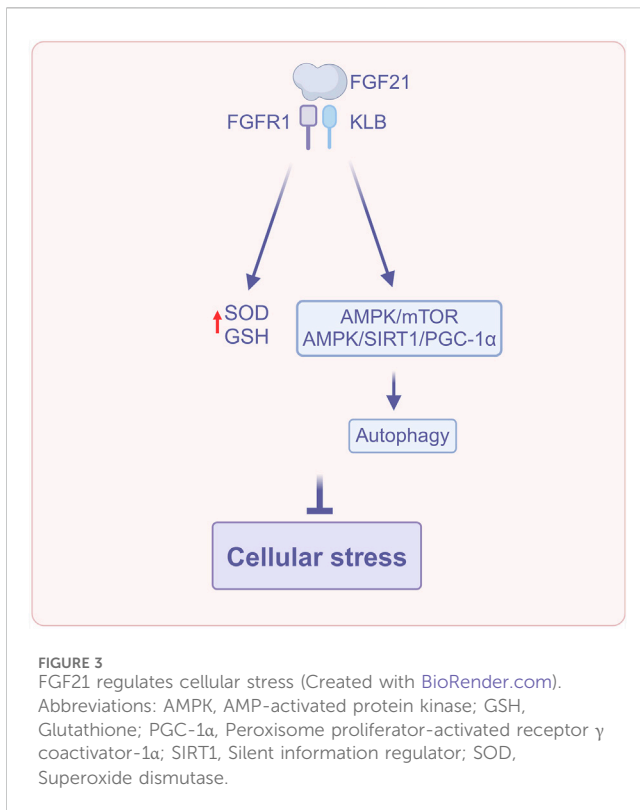 FGF21
FGFR1 KLB
SOD
GSH
AMPK/mTOR
AMPK/SIRT1/PGC-1α
Autophagy
Cellular stress
FIGURE 3
FGF21 regulates cellular stress (Created with BioRender.com).
Abbreviations: AMPK, AMP-activated protein kinase; GSH,
Glutathione; PGC-1α, Peroxisome proliferator-activated receptor γ
coactivator-1α; SIRT1, Silent information regulator; SOD,
Superoxide dismutase.